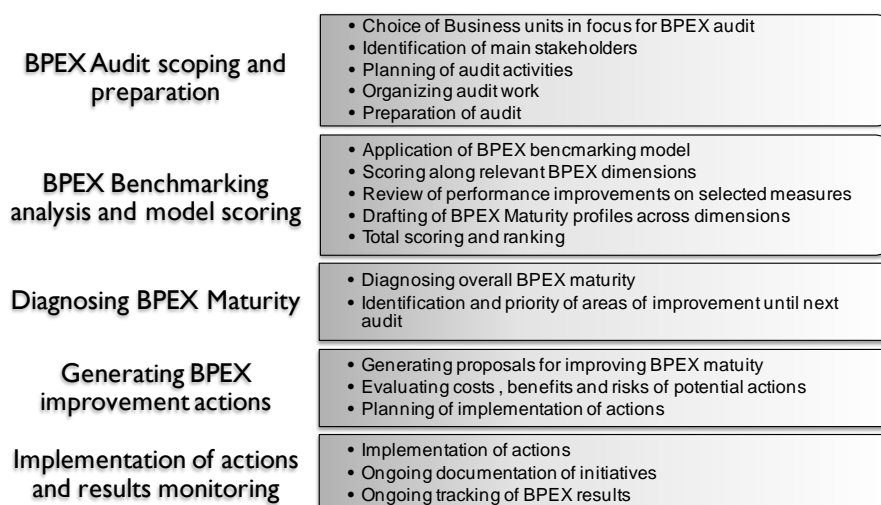 BPEX Audit scoping and
preparation
• Choice of Business units in focus for BPEX audit
• Identification of main stakeholders
• Planning of audit activities
• Organizing audit work
• Preparation of audit
BPEX Benchmarking
analysis and model scoring
• Application of BPEX bencmarking model
• Scoring along relevant BPEX dimensions
• Review of performance improvements on selected measures
• Drafting of BPEX Maturity profiles across dimensions
• Total scoring and ranking
Diagnosing BPEX Maturity
• Diagnosing overall BPEX maturity
• Identification and priority of areas of improvement until next
audit
Generating BPEX
improvement actions
• Generating proposals for improving BPEX matuity
• Evaluating costs , benefits and risks of potential actions
• Planning of implementation of actions
Implementation of actions
and results monitoring
• Implementation of actions
• Ongoing documentation of initiatives
• Ongoing tracking of BPEX results